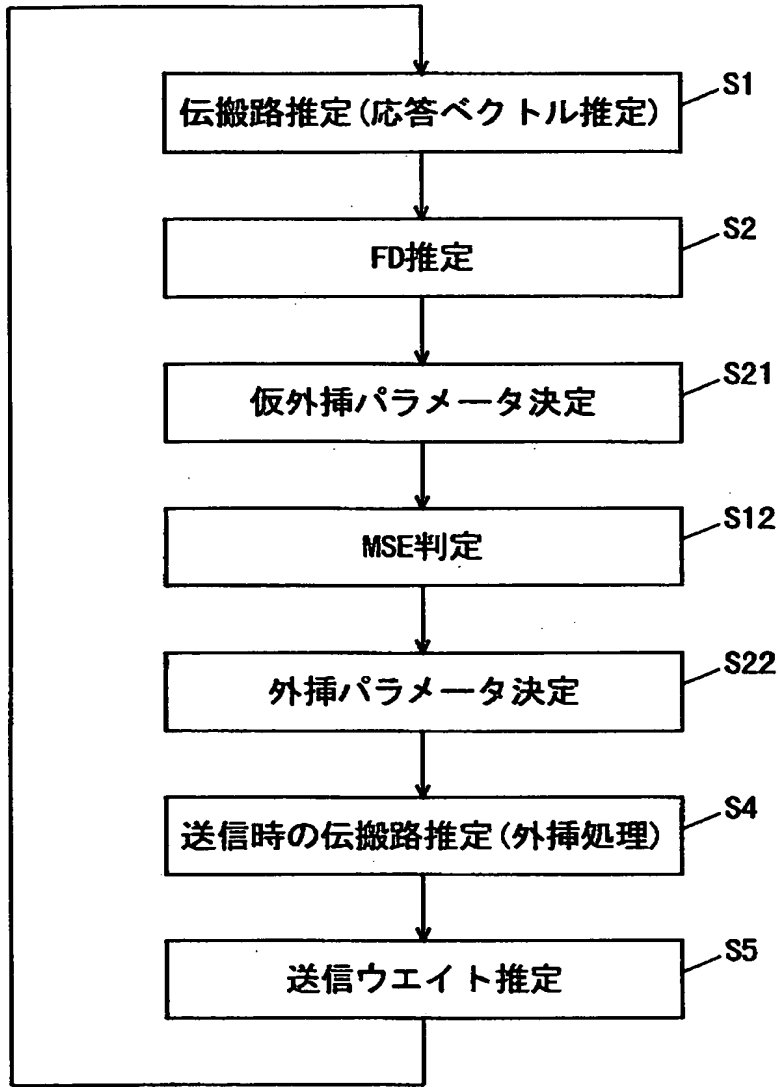 S1
伝搬路推定(応答ベクトル推定)
S2
FD推定
S21
仮外挿パラメータ決定
S12
MSE判定
S22
外挿パラメータ決定
S4
送信時の伝搬路推定(外挿処理)
S5
送信ウエイト推定